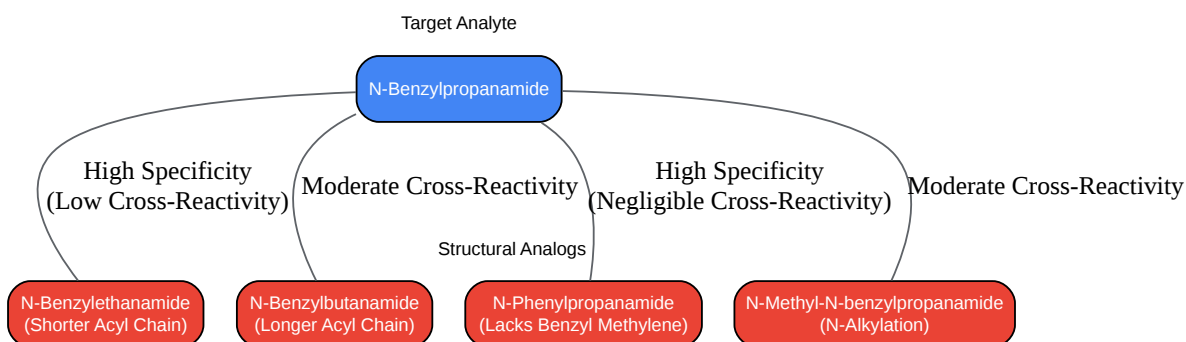 Target Analyte
N-Benzylpropanamide
High Specificity
(Low Cross-Reactivity)
Moderate Cross-Reactivity
High Specificity
(Negligible Cross-Reactivity)
Moderate Cross-Reactivity
Structural Analogs
N-Benzylethanamide
(Shorter Acyl Chain)
N-Benzylbutanamide
(Longer Acyl Chain)
N-Phenylpropanamide
(Lacks Benzyl Methylene)
N-Methyl-N-benzylpropanamide
(N-Alkylation)